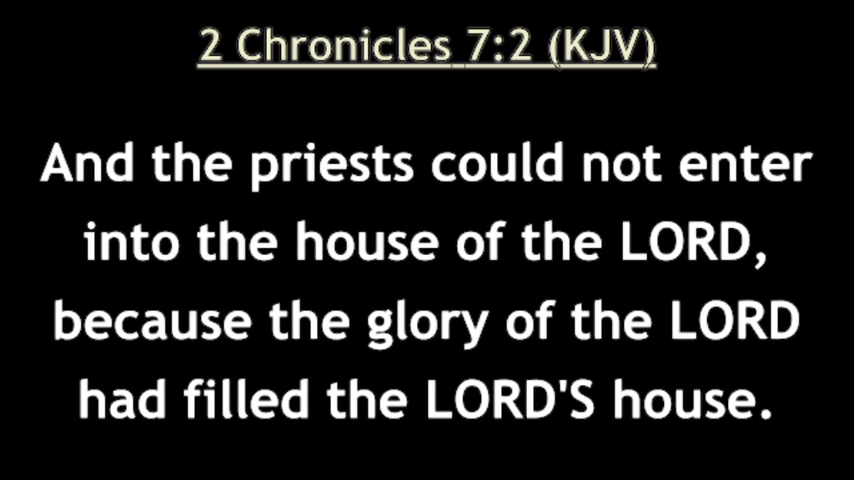 2 Chronicles 7:2 (KJV)
And the priests could not enter
into the house of the LORD,
because the glory of the LORD
had filled the LORD'S house.